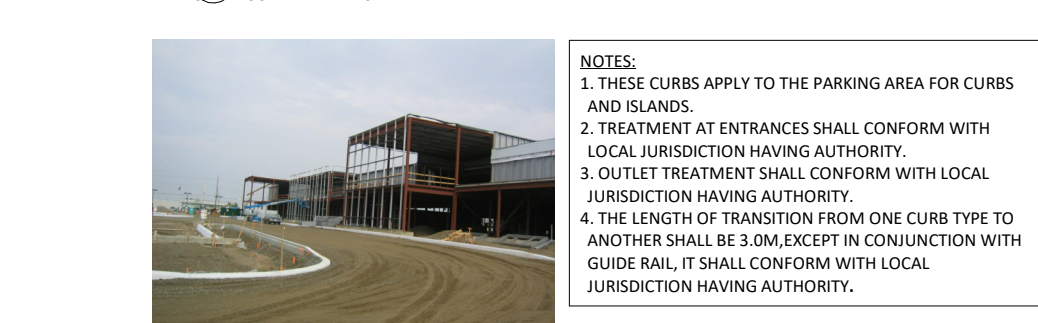 NOTES:
1. THESE CURBS APPLY TO THE PARKING AREA FOR CURBS
AND ISLANDS.
2. TREATMENT AT ENTRANCES SHALL CONFORM WITH
LOCAL JURISDICTION HAVING AUTHORITY.
3. OUTLET TREATMENT SHALL CONFORM WITH LOCAL
JURISDICTION HAVING AUTHORITY.
4. THE LENGTH OF TRANSITION FROM ONE CURB TYPE TO
ANOTHER SHALL BE 3.0M,EXCEPT IN CONJUNCTION WITH
GUIDE RAIL, IT SHALL CONFORM WITH LOCAL
JURISDICTION HAVING AUTHORITY.